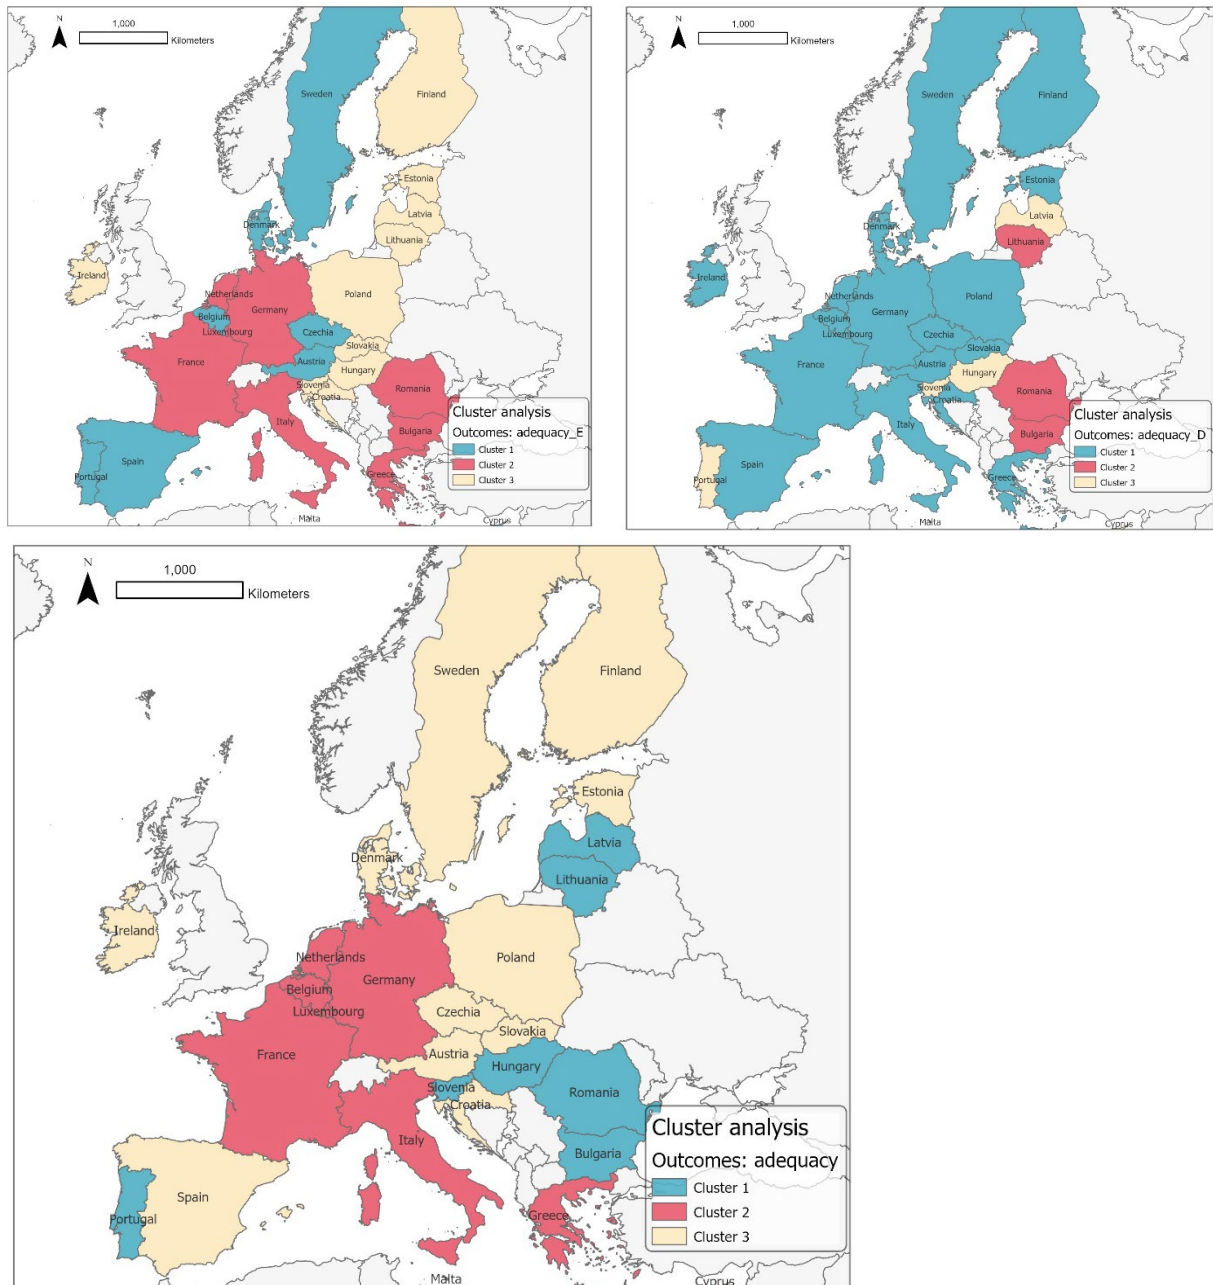 N
1,000
Kilometers
Sweden
Finland
Estonia
Latvia
Denmark
Lithuania
Ireland
Netherlands
Poland
Germany
Belgium
Luxembourg
Czechia
Slovakia
Austria
France
Hungary
Slovenia
Croatia
Romania
Italy
Bulgaria
Spain
Portugal
Greece
Malta
Cyprus
Cluster analysis
Outcomes: adequacy_E
Cluster 1
Cluster 2
Cluster 3
N
1,000
Kilometers
Sweden
Finland
Estonia
Latvia
Denmark
Lithuania
Ireland
Netherlands
Poland
Germany
Belgium
Luxembourg
Czechia
Slovakia
Austria
France
Hungary
Slovenia
Croatia
Romania
Italy
Bulgaria
Spain
Portugal
Greece
Malta
Cyprus
Cluster analysis
Outcomes: adequacy_D
Cluster 1
Cluster 2
Cluster 3
N
1,000
Kilometers
Sweden
Finland
Estonia
Latvia
Denmark
Lithuania
Ireland
Netherlands
Poland
Germany
Belgium
Luxembourg
Czechia
Slovakia
Austria
France
Hungary
Slovenia
Croatia
Romania
Italy
Bulgaria
Spain
Portugal
Greece
Malta
Cyprus
Cluster analysis
Outcomes: adequacy
Cluster 1
Cluster 2
Cluster 3